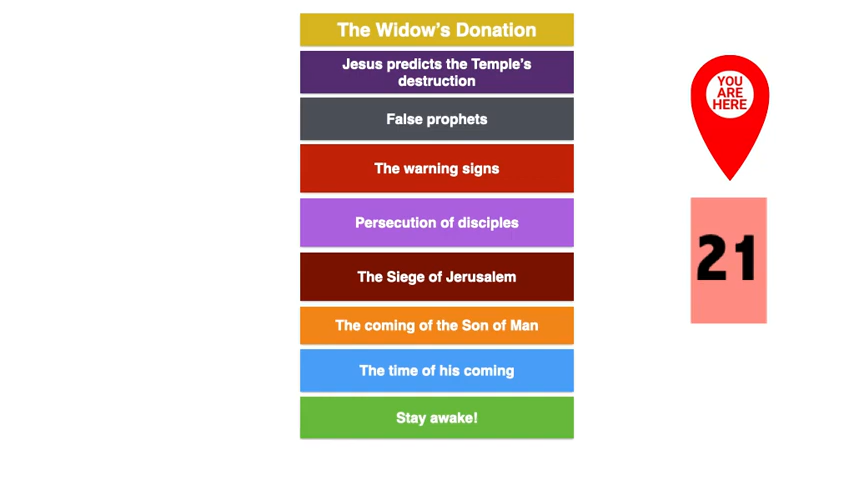 The Widow's Donation
Jesus predicts the Temple's
destruction
False prophets
The warning signs
Persecution of disciples
The Siege of Jerusalem
The coming of the Son of Man
The time of his coming
Stay awake!
YOU
ARE
HERE
21